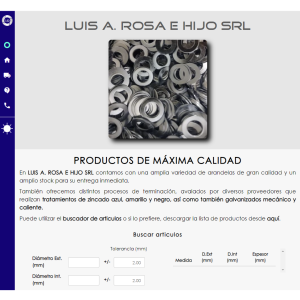 LUIS A. ROSA E HIJO SRL
PRODUCTOS DE MÁXIMA CALIDAD
En LUIS A. ROSA E HIJO SRL contamos con una amplia variedad de arandelas de gran calidad y un
amplio stock para su entrega inmediata.
También ofrecemos distintos procesos de terminación, avalados por diversos proveedores que
realizan tratamientos de zincado azul, amarillo y negro, así como también galvanizados mecánico y
caliente.
Puede utilizar el buscador de artículos o si lo prefiere, descargar la lista de productos desde aquí.
Buscar artículos
Tolerancia (mm)
Diámetro Ext.
(mm)
+/-
2.00
Diámetro Int.
(mm)
+/-
2.00
Medida
D.Ext
(mm)
D.Int
(mm)
Espesor
(mm)